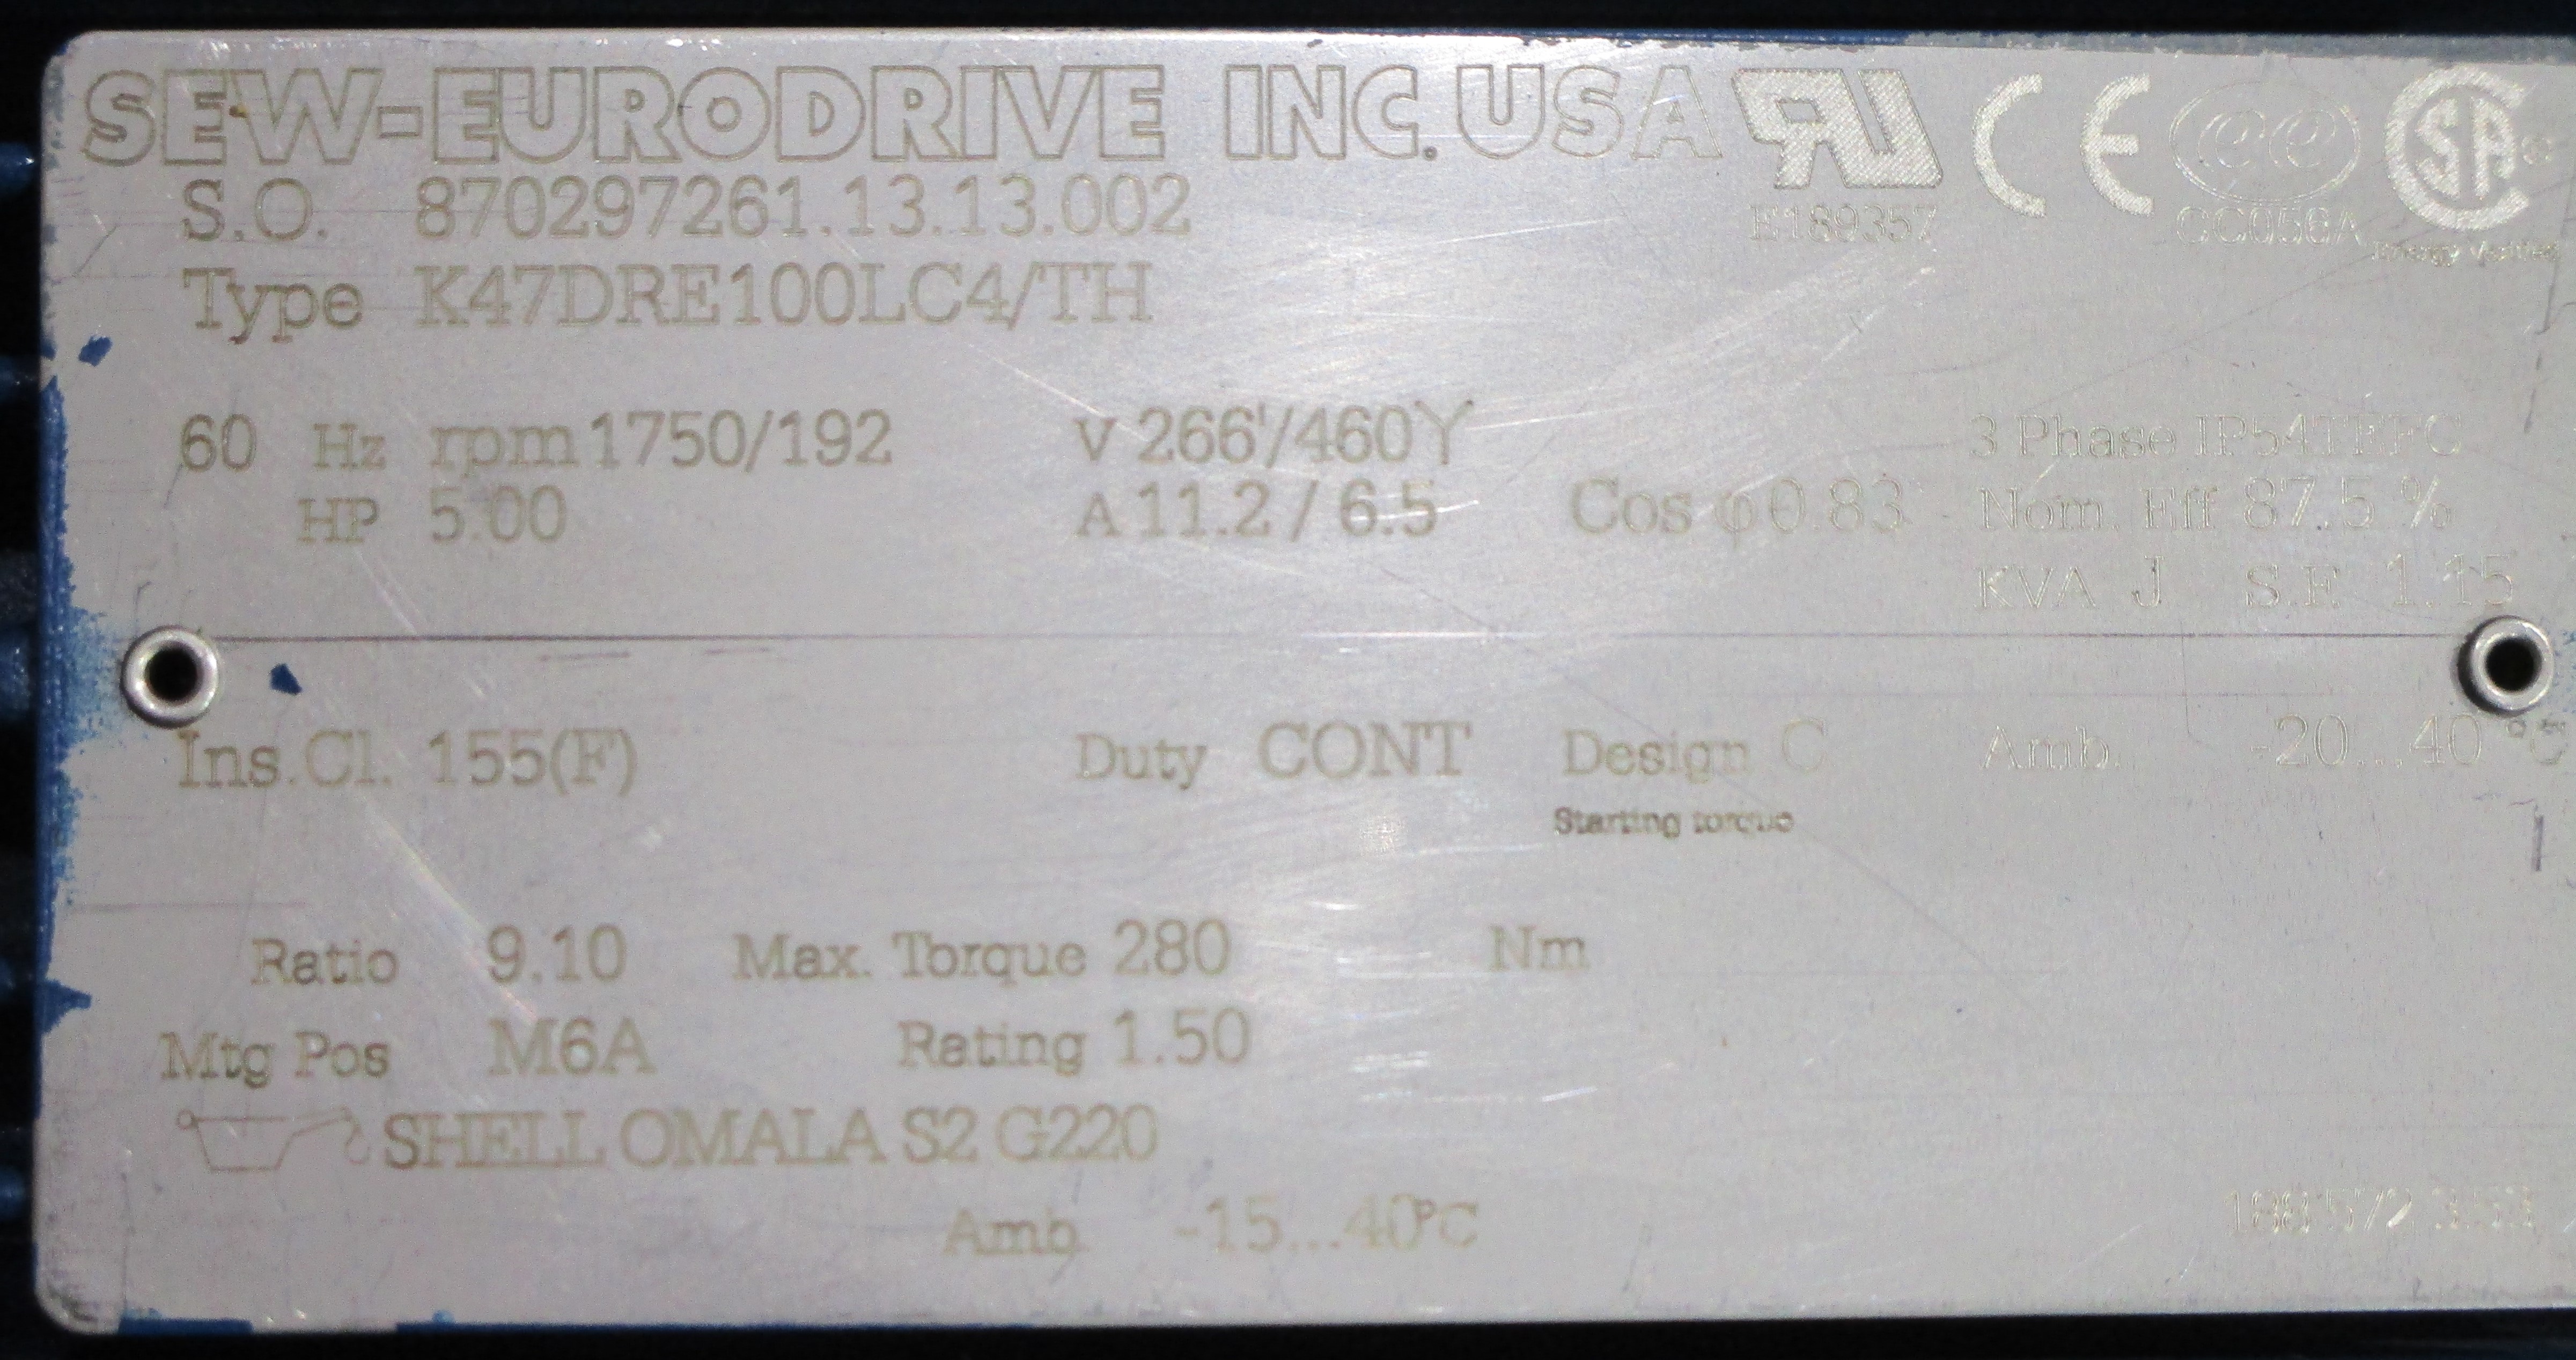 SEW-EURODRIVE INC. USA
E189357
CC056A
Energy Verified
S.O. 870297261.13.13.002
Type K47DRE100LC4/TH
60 Hz rpm 1750/192 V 266'/460Y 3 Phase IP54TEFC
HP 5.00 A 11.2 / 6.5 Cos φ 0.83 Nom. Eff 87.5 %
KVA J S.F. 1.15
Ins.Cl. 155(F) Duty CONT Design C Amb. -20...40 °C
Starting torque
Ratio 9.10 Max. Torque 280 Nm
Mtg Pos M6A Rating 1.50
SHELL OMALA S2 G220
Amb -15...40°C